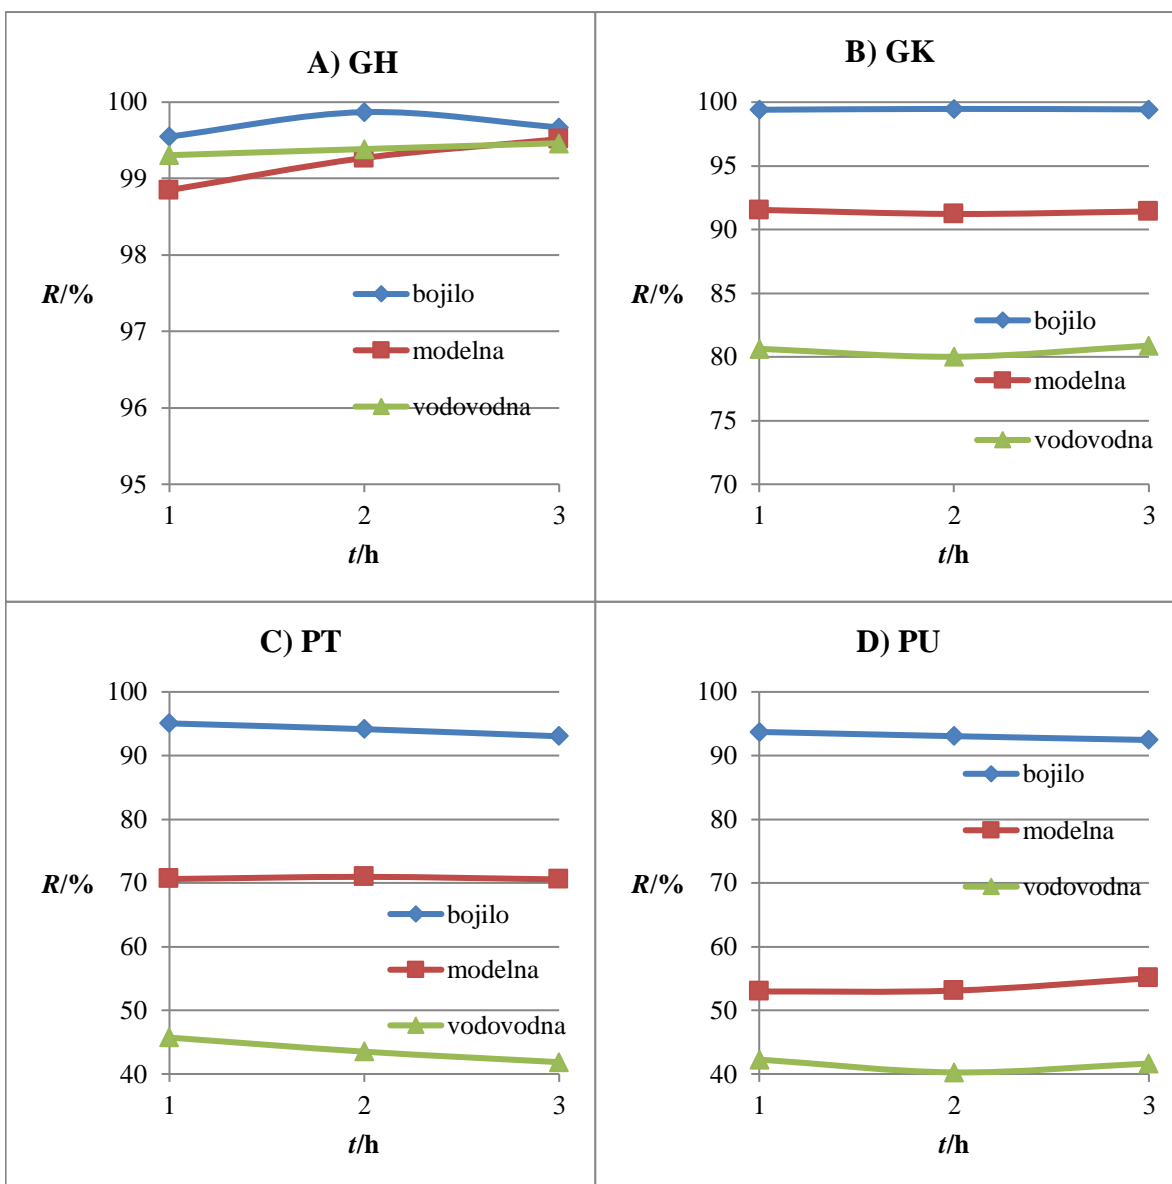 A) GH
100
99
98
97
96
95
R/%
bojilo
modelna
vodovodna
1 2 3
t/h
B) GK
100
95
90
85
80
75
70
R/%
bojilo
modelna
vodovodna
1 2 3
t/h
C) PT
100
90
80
70
60
50
40
R/%
bojilo
modelna
vodovodna
1 2 3
t/h
D) PU
100
90
80
70
60
50
40
R/%
bojilo
modelna
vodovodna
1 2 3
t/h